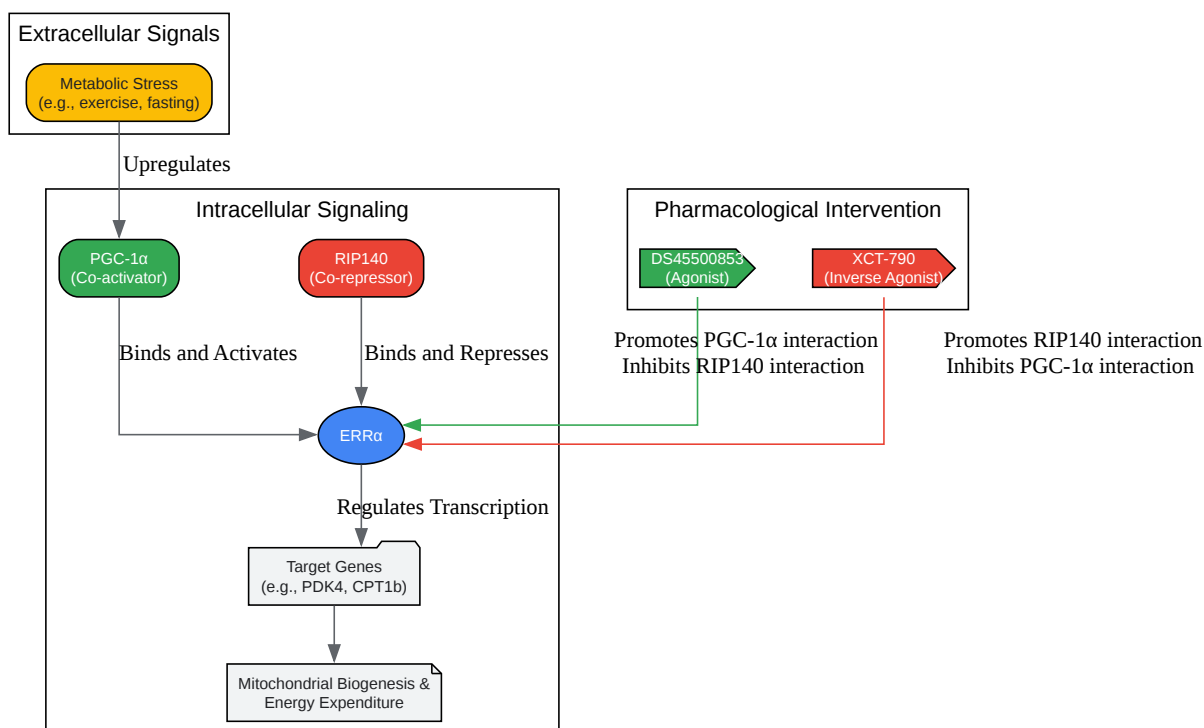 Extracellular Signals
Metabolic Stress
(e.g., exercise, fasting)
Upregulates
Intracellular Signaling
Pharmacological Intervention
PGC-1α
(Co-activator)
RIP140
(Co-repressor)
DS45500853
(Agonist)
XCT-790
(Inverse Agonist)
Binds and Activates
Binds and Represses
Promotes PGC-1α interaction
Inhibits RIP140 interaction
Promotes RIP140 interaction
Inhibits PGC-1α interaction
ERRα
Regulates Transcription
Target Genes
(e.g., PDK4, CPT1b)
Mitochondrial Biogenesis &
Energy Expenditure